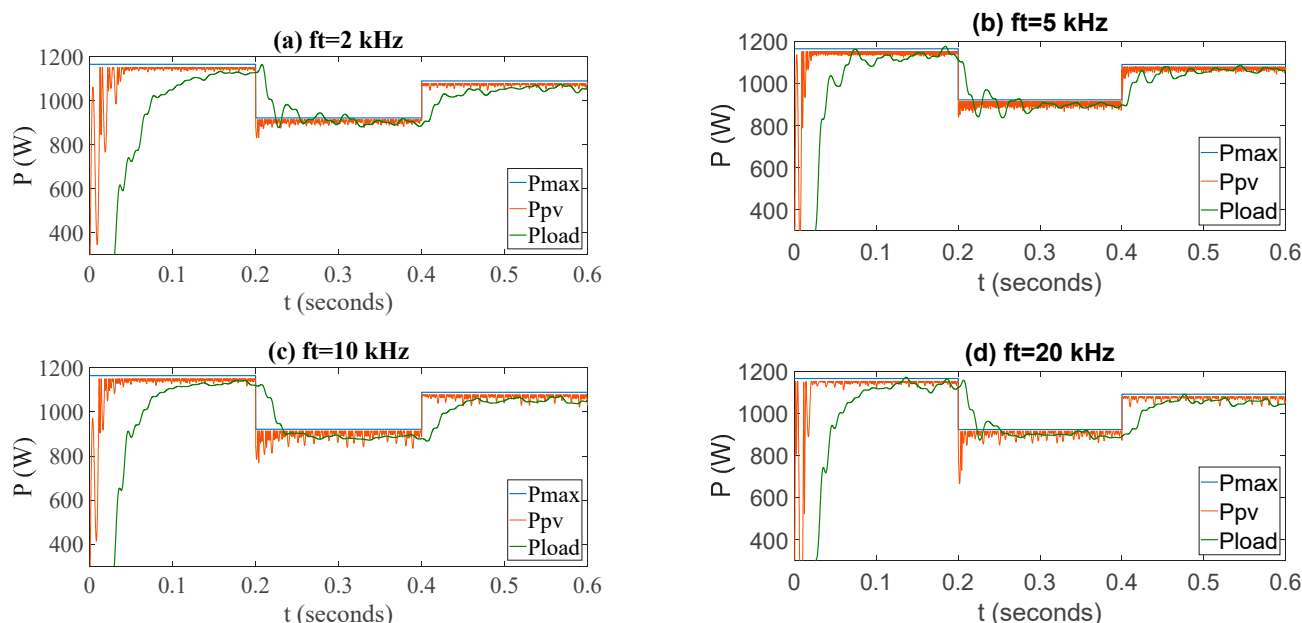 (a) ft=2 kHz
P (W)
1200
1000
800
600
400
0 0.1 0.2 0.3 0.4 0.5 0.6
t (seconds)
Pmax
Ppv
Pload
(b) ft=5 kHz
P (W)
1200
1000
800
600
400
0 0.1 0.2 0.3 0.4 0.5 0.6
t (seconds)
Pmax
Ppv
Pload
(c) ft=10 kHz
P (W)
1200
1000
800
600
400
0 0.1 0.2 0.3 0.4 0.5 0.6
t (seconds)
Pmax
Ppv
Pload
(d) ft=20 kHz
P (W)
1200
1000
800
600
400
0 0.1 0.2 0.3 0.4 0.5 0.6
t (seconds)
Pmax
Ppv
Pload